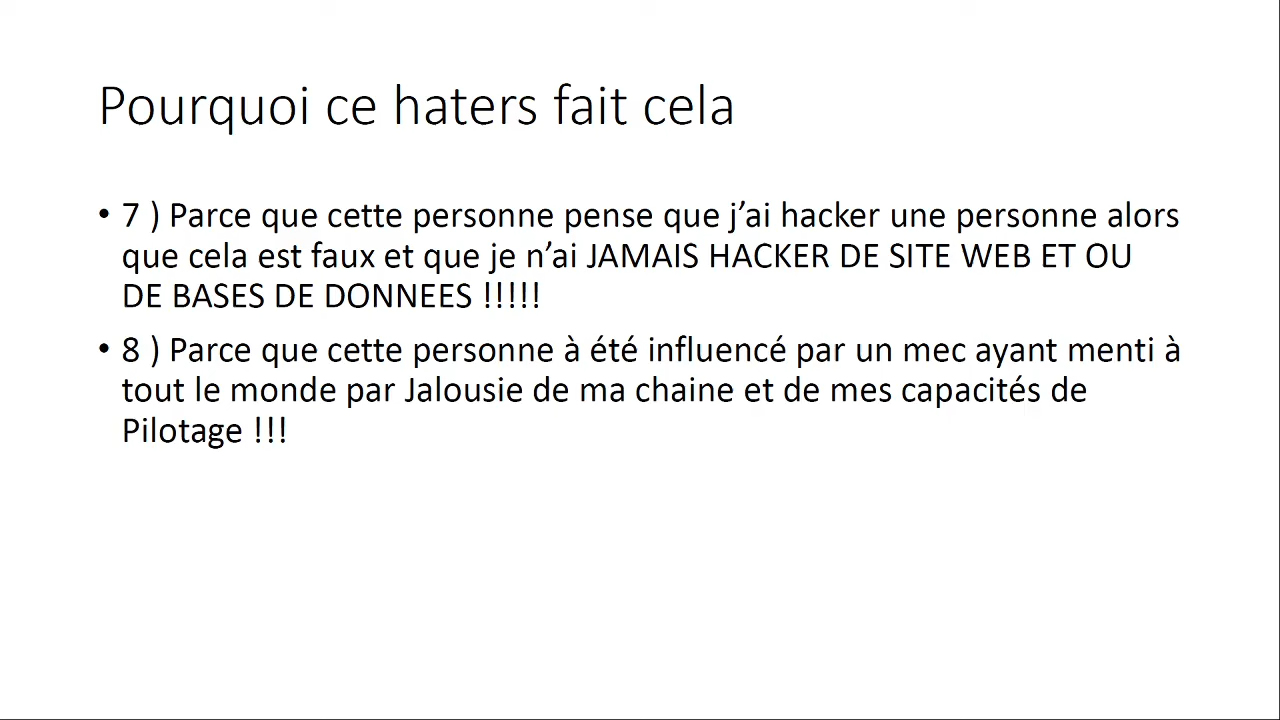 Pourquoi ce haters fait cela
• 7 ) Parce que cette personne pense que j’ai hacker une personne alors
que cela est faux et que je n’ai JAMAIS HACKER DE SITE WEB ET OU
DE BASES DE DONNEES !!!!!
• 8 ) Parce que cette personne à été influencé par un mec ayant menti à
tout le monde par Jalousie de ma chaine et de mes capacités de
Pilotage !!!